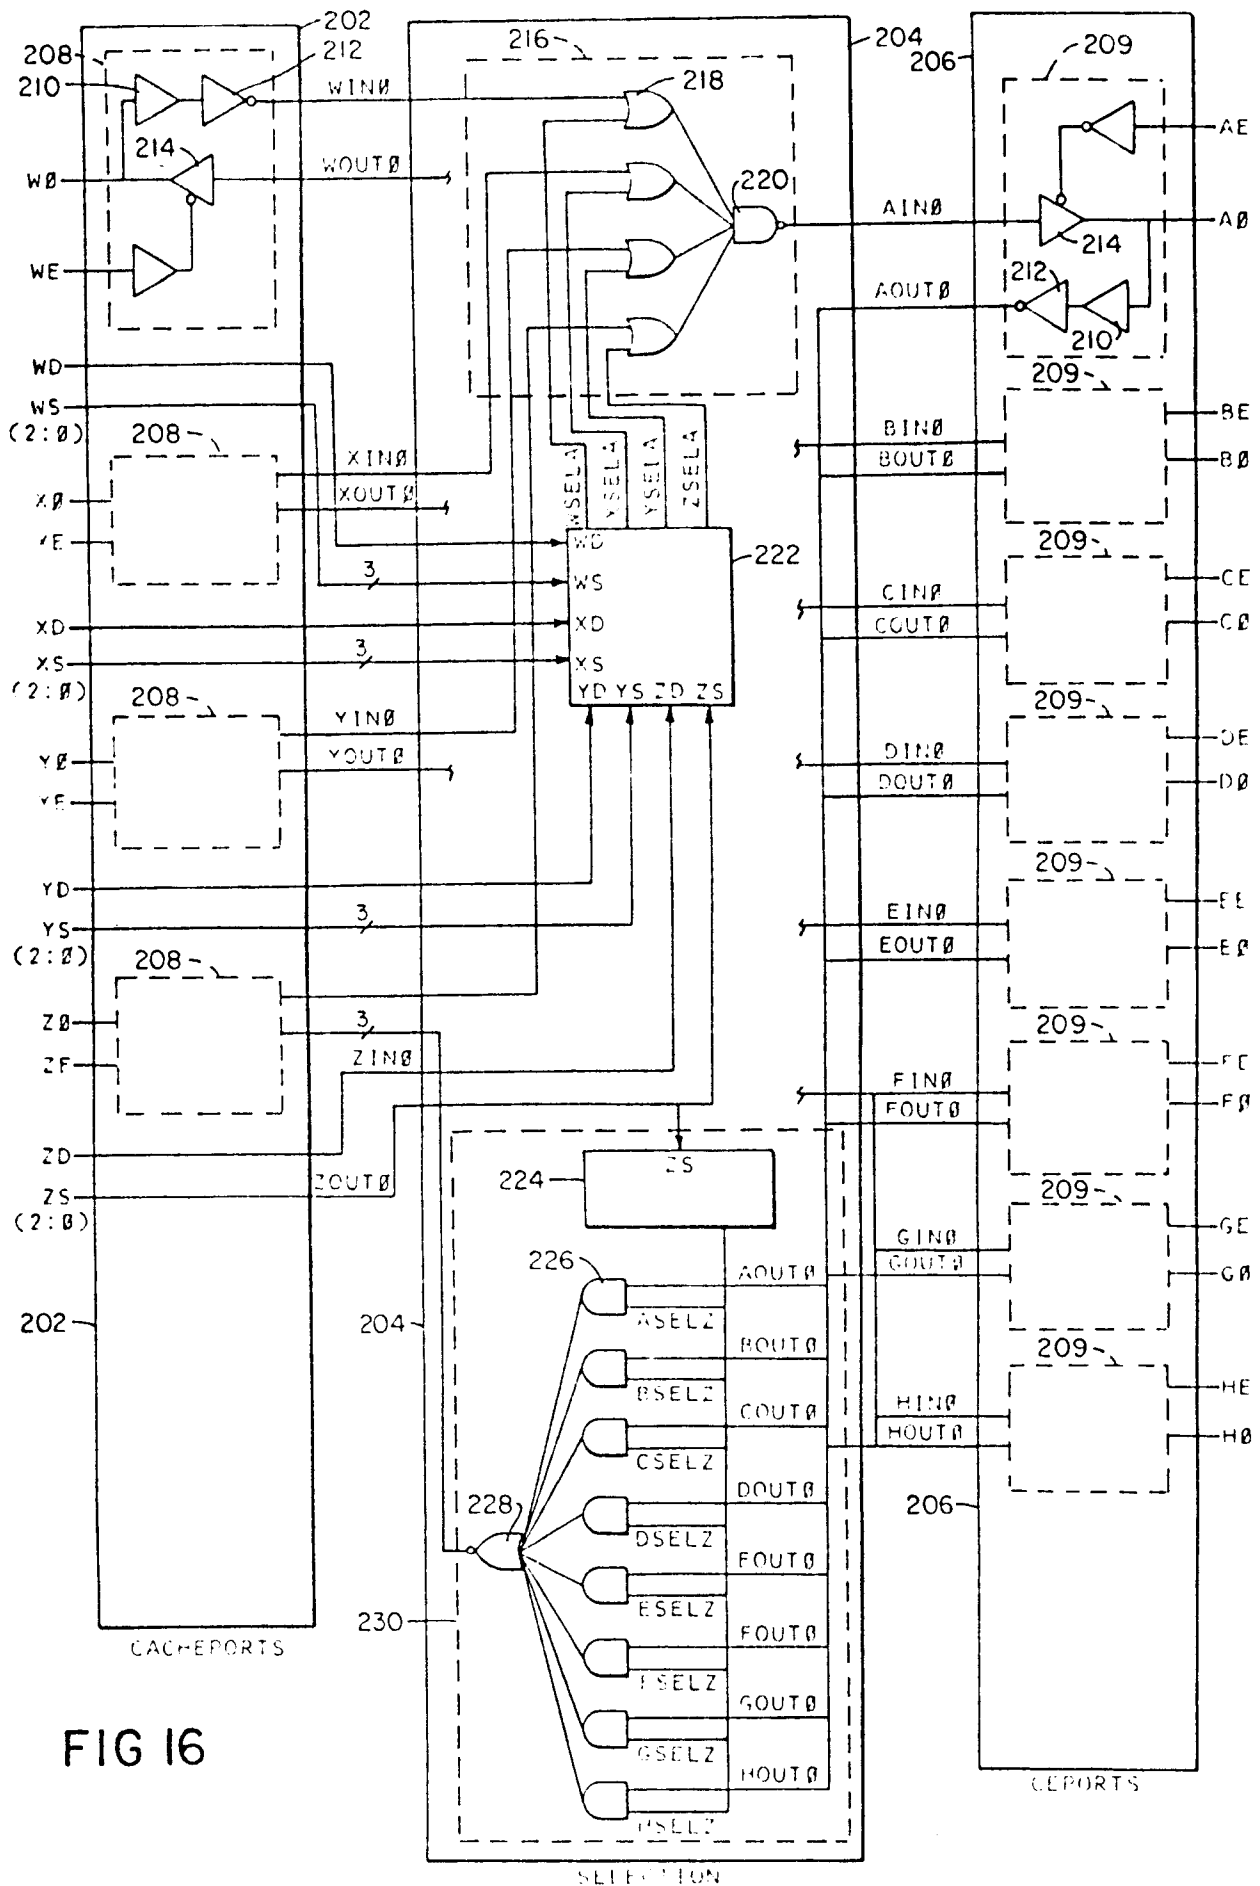 202
208
212
210
214
W0
WE
WIN0
WOUT0
WD
WS
(2:0)
208
XIN0
XOUT0
X0
XD
3
XS
3
(2:0)
208
YIN0
YOUT0
Y0
YD
YS
3
(2:0)
208
Z0
3
ZIN0
ZD
ZOUT0
ZS
(2:0)
202
CACHEPORTS
204
216
218
220
WSELA
YSELA
YSELA
ZSELA
222
WD
WS
XD
XS
YD YS ZD ZS
ZS
224
226
AOUT0
ASELZ
BOUT0
BSELZ
COUT0
CSELZ
DOUT0
DSELZ
228
ESELZ
FOUT0
GOUT0
GSELZ
HOUT0
HSELZ
204
230
SELECTION
206
209
AE
AIN0
214
A0
212
AOUT0
210
209
BE
BIN0
BOUT0
B0
209
CE
CIN0
COUT0
C0
209
DE
DIN0
DOUT0
D0
209
EIN0
EOUT0
E0
209
FIN0
FOUT0
F0
209
GE
GIN0
GOUT0
G0
209
HE
HIN0
HOUT0
H0
206
CEPORTS
FIG 16